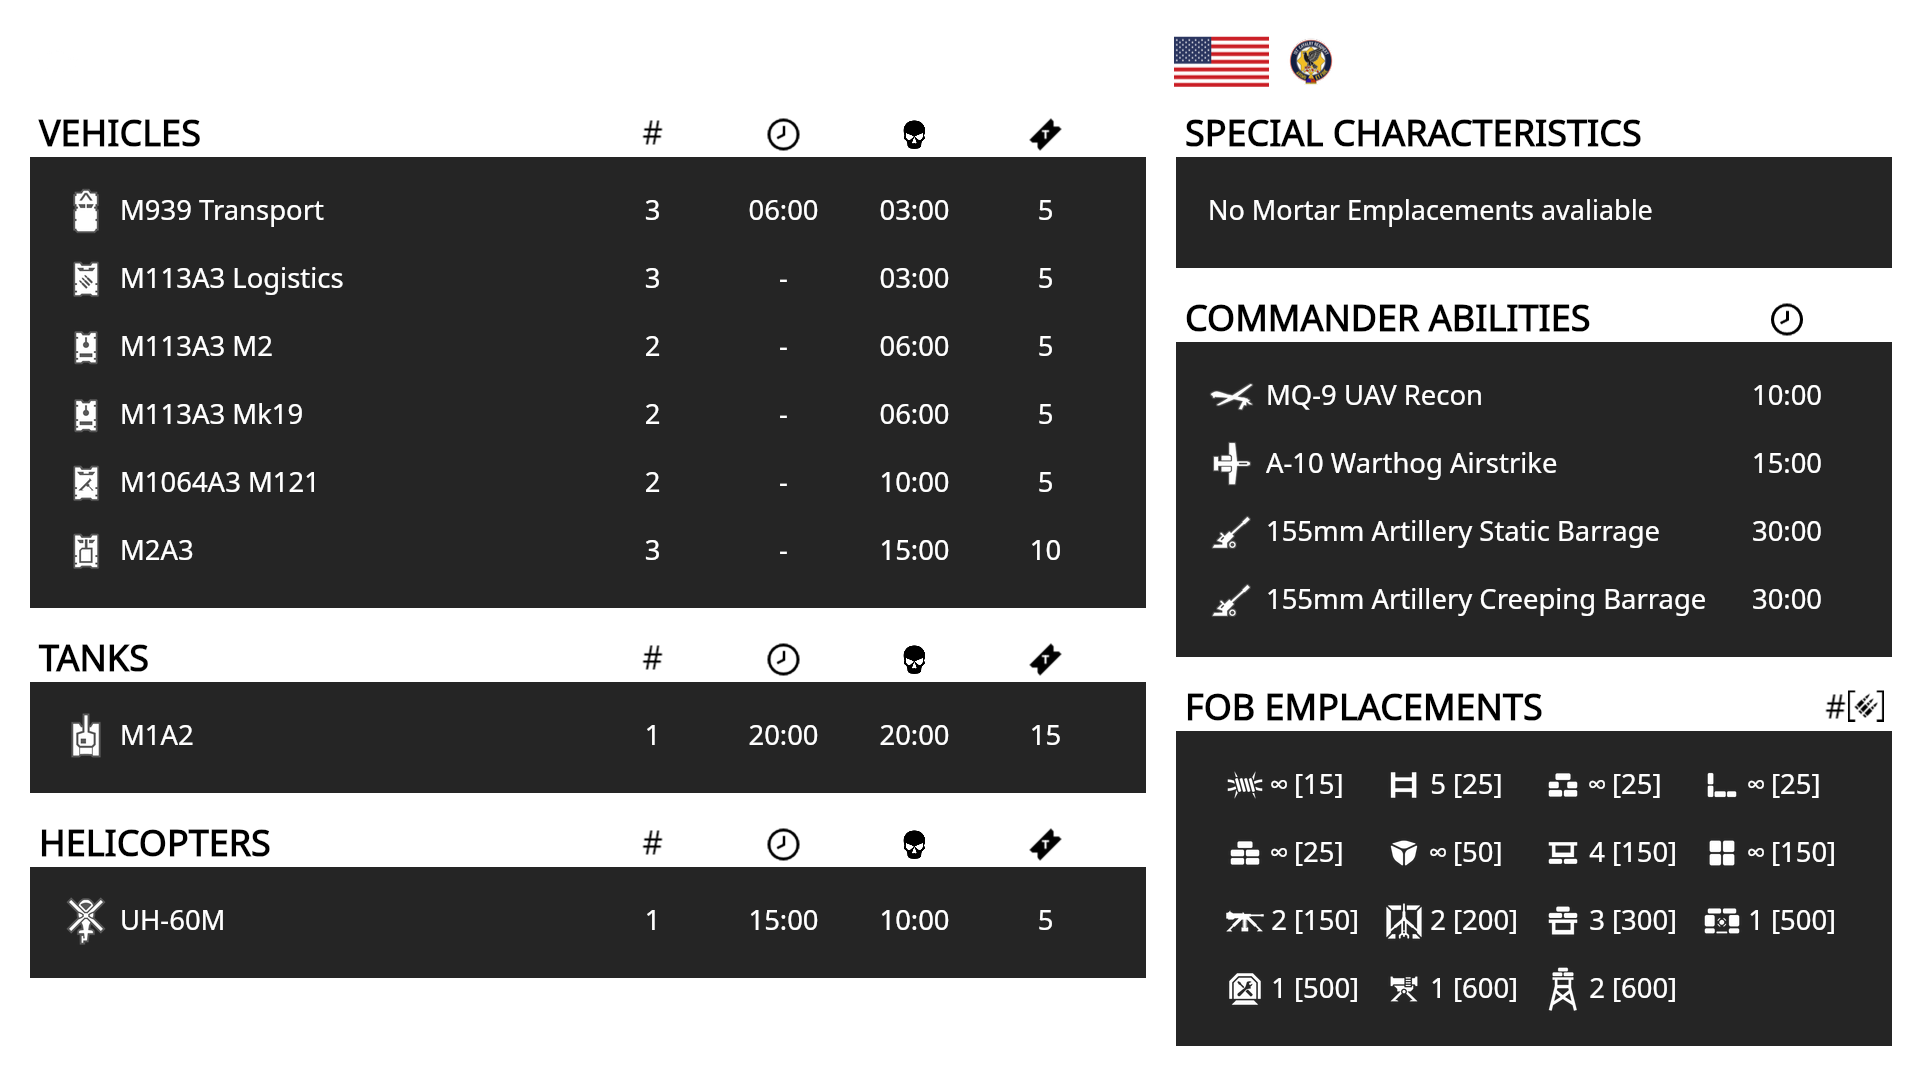 VEHICLES #
M939 Transport 3 06:00 03:00 5
M113A3 Logistics 3 - 03:00 5
M113A3 M2 2 - 06:00 5
M113A3 Mk19 2 - 06:00 5
M1064A3 M121 2 - 10:00 5
M2A3 3 - 15:00 10
TANKS #
M1A2 1 20:00 20:00 15
HELICOPTERS #
UH-60M 1 15:00 10:00 5
SPECIAL CHARACTERISTICS
No Mortar Emplacements avaliable
COMMANDER ABILITIES
MQ-9 UAV Recon 10:00
A-10 Warthog Airstrike 15:00
155mm Artillery Static Barrage 30:00
155mm Artillery Creeping Barrage 30:00
FOB EMPLACEMENTS #[ ]
∞ [15] 5 [25] ∞ [25] ∞ [25]
∞ [25] ∞ [50] 4 [150] ∞ [150]
2 [150] 2 [200] 3 [300] 1 [500]
1 [500] 1 [600] 2 [600]